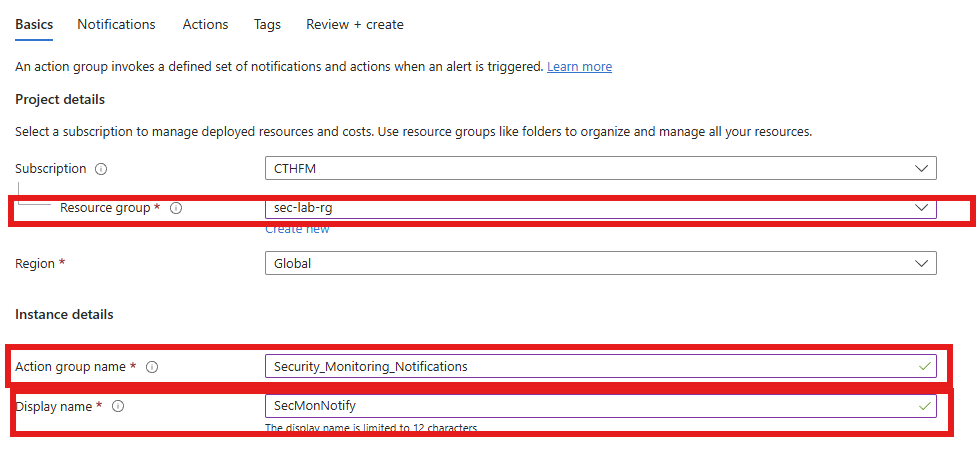 Basics Notifications Actions Tags Review + create
An action group invokes a defined set of notifications and actions when an alert is triggered. Learn more
Project details
Select a subscription to manage deployed resources and costs. Use resource groups like folders to organize and manage all your resources.
Subscription CTHFM
Resource group * sec-lab-rg
Create new
Region * Global
Instance details
Action group name * Security_Monitoring_Notifications
Display name * SecMonNotify
The display name is limited to 12 characters